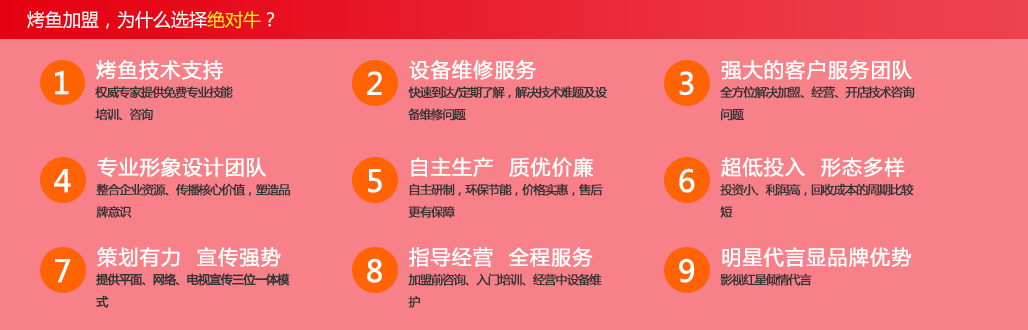 烤鱼加盟，为什么选择绝对牛？
1
烤鱼技术支持
权威专家提供免费专业技能
培训、咨询
2
设备维修服务
快速到达/定期了解，解决技术难题及设
备维修问题
3
强大的客户服务团队
全方位解决加盟、经营、开店技术咨询
问题
4
专业形象设计团队
整合企业资源、传播核心价值，塑造品
牌意识
5
自主生产 质优价廉
自主研制，环保节能，价格实惠，售后
更有保障
6
超低投入 形态多样
投资小、利润高，回收成本的周期比较
短
7
策划有力 宣传强势
提供平面、网络、电视宣传三位一体模
式
8
指导经营 全程服务
加盟前咨询、入门培训、经营中设备维
护
9
明星代言显品牌优势
影视红星倾情代言